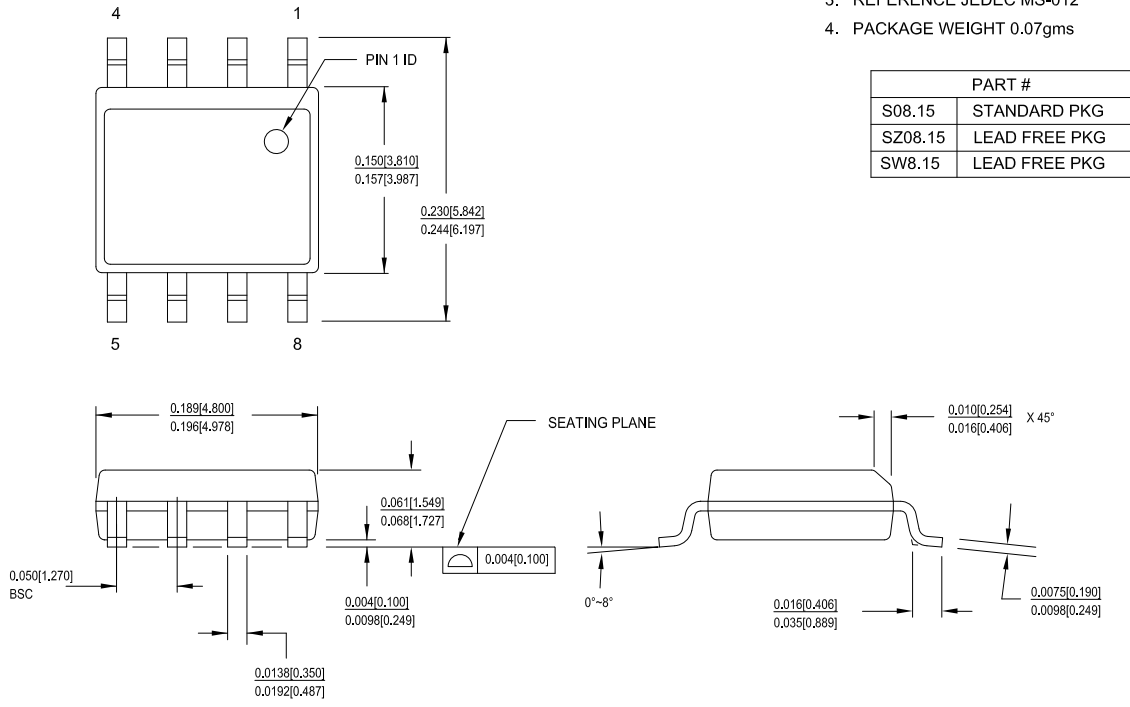 3. REFERENCE JEDEC MS-012
4. PACKAGE WEIGHT 0.07gms
PART #
S08.15 STANDARD PKG
SZ08.15 LEAD FREE PKG
SW8.15 LEAD FREE PKG
4
1
PIN 1 ID
0.150[3.810]
0.157[3.987]
0.230[5.842]
0.244[6.197]
5
8
0.189[4.800]
0.196[4.978]
SEATING PLANE
0.010[0.254]
0.016[0.406]
X 45°
0.061[1.549]
0.068[1.727]
0.004[0.100]
0.050[1.270]
BSC
0.004[0.100]
0.0098[0.249]
0°~8°
0.016[0.406]
0.035[0.889]
0.0075[0.190]
0.0098[0.249]
0.0138[0.350]
0.0192[0.487]